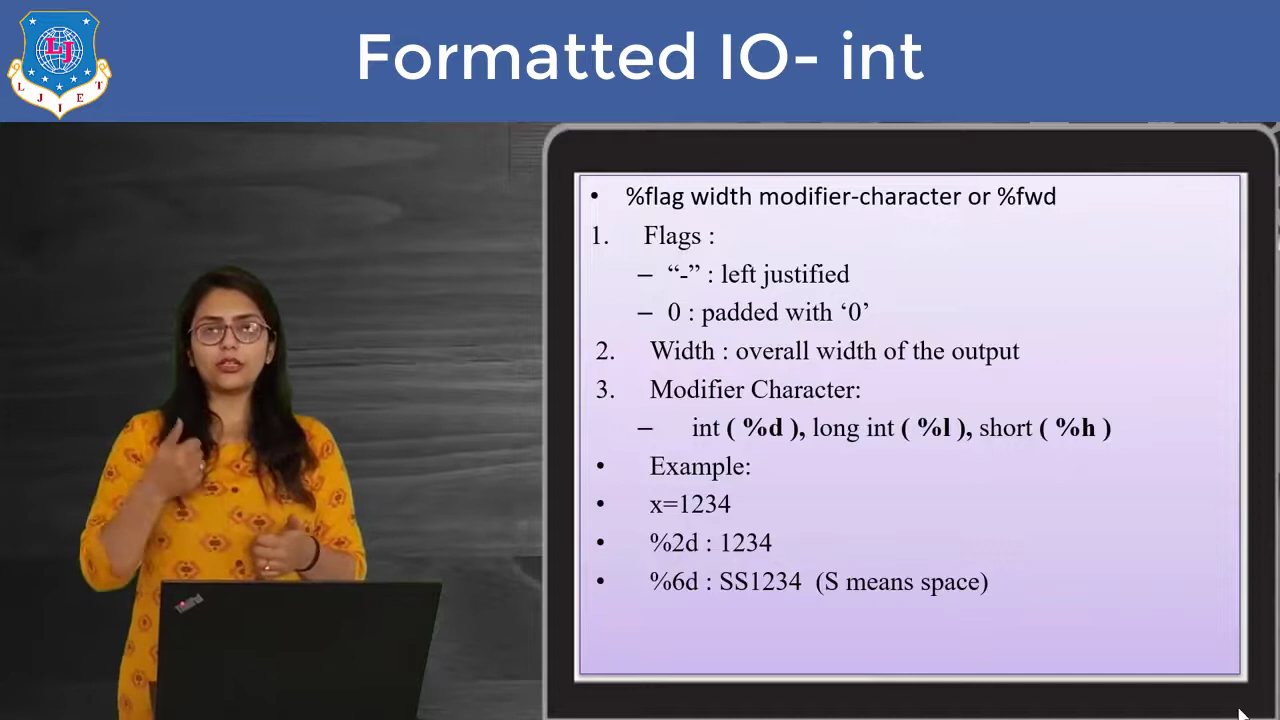 Formatted IO- int
LJ
L J I E T
• %flag width modifier-character or %fwd
1. Flags :
– “-” : left justified
– 0 : padded with ‘0’
2. Width : overall width of the output
3. Modifier Character:
– int ( %d ), long int ( %l ), short ( %h )
• Example:
• x=1234
• %2d : 1234
• %6d : SS1234 (S means space)